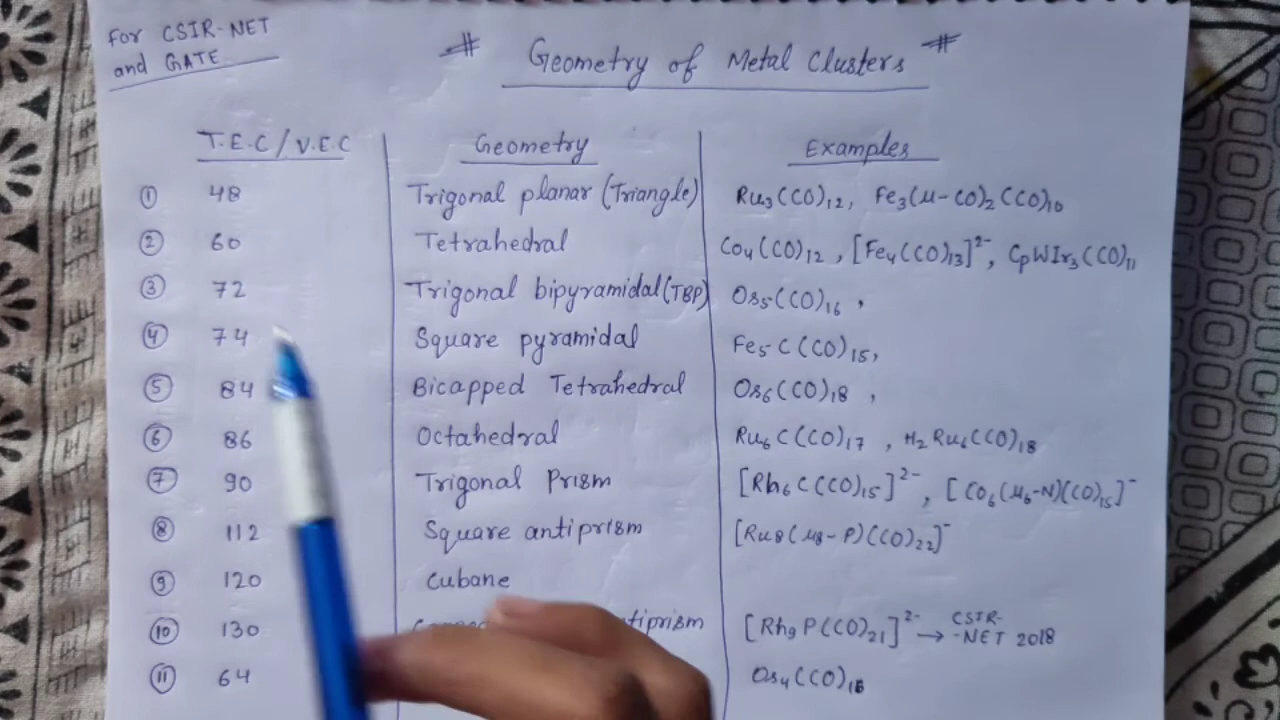 For CSIR-NET
and GATE
# Geometry of Metal Clusters #
T.E.C / V.E.C Geometry Examples
① 48 Trigonal planar (Triangle) Ru₃(CO)₁₂, Fe₃(μ-CO)₂(CO)₁₀
② 60 Tetrahedral Co₄(CO)₁₂, [Fe₄(CO)₁₃]²⁻, CpWIr₃(CO)₁₁
③ 72 Trigonal bipyramidal (TBP) Os₅(CO)₁₆,
④ 74 Square pyramidal Fe₅C(CO)₁₅,
⑤ 84 Bicapped Tetrahedral Os₆(CO)₁₈,
⑥ 86 Octahedral Ru₆C(CO)₁₇, H₂Ru₆(CO)₁₈
⑦ 90 Trigonal Prism [Rh₆C(CO)₁₅]²⁻, [Co₆(μ₆-N)(CO)₁₅]⁻
⑧ 112 Square antiprism [Ru₈(μ₈-P)(CO)₂₂]⁻
⑨ 120 Cubane
⑩ 130 [Rh₉P(CO)₂₁]²⁻ → CSIR-
-NET 2018
⑪ 64 Os₄(CO)₁₆